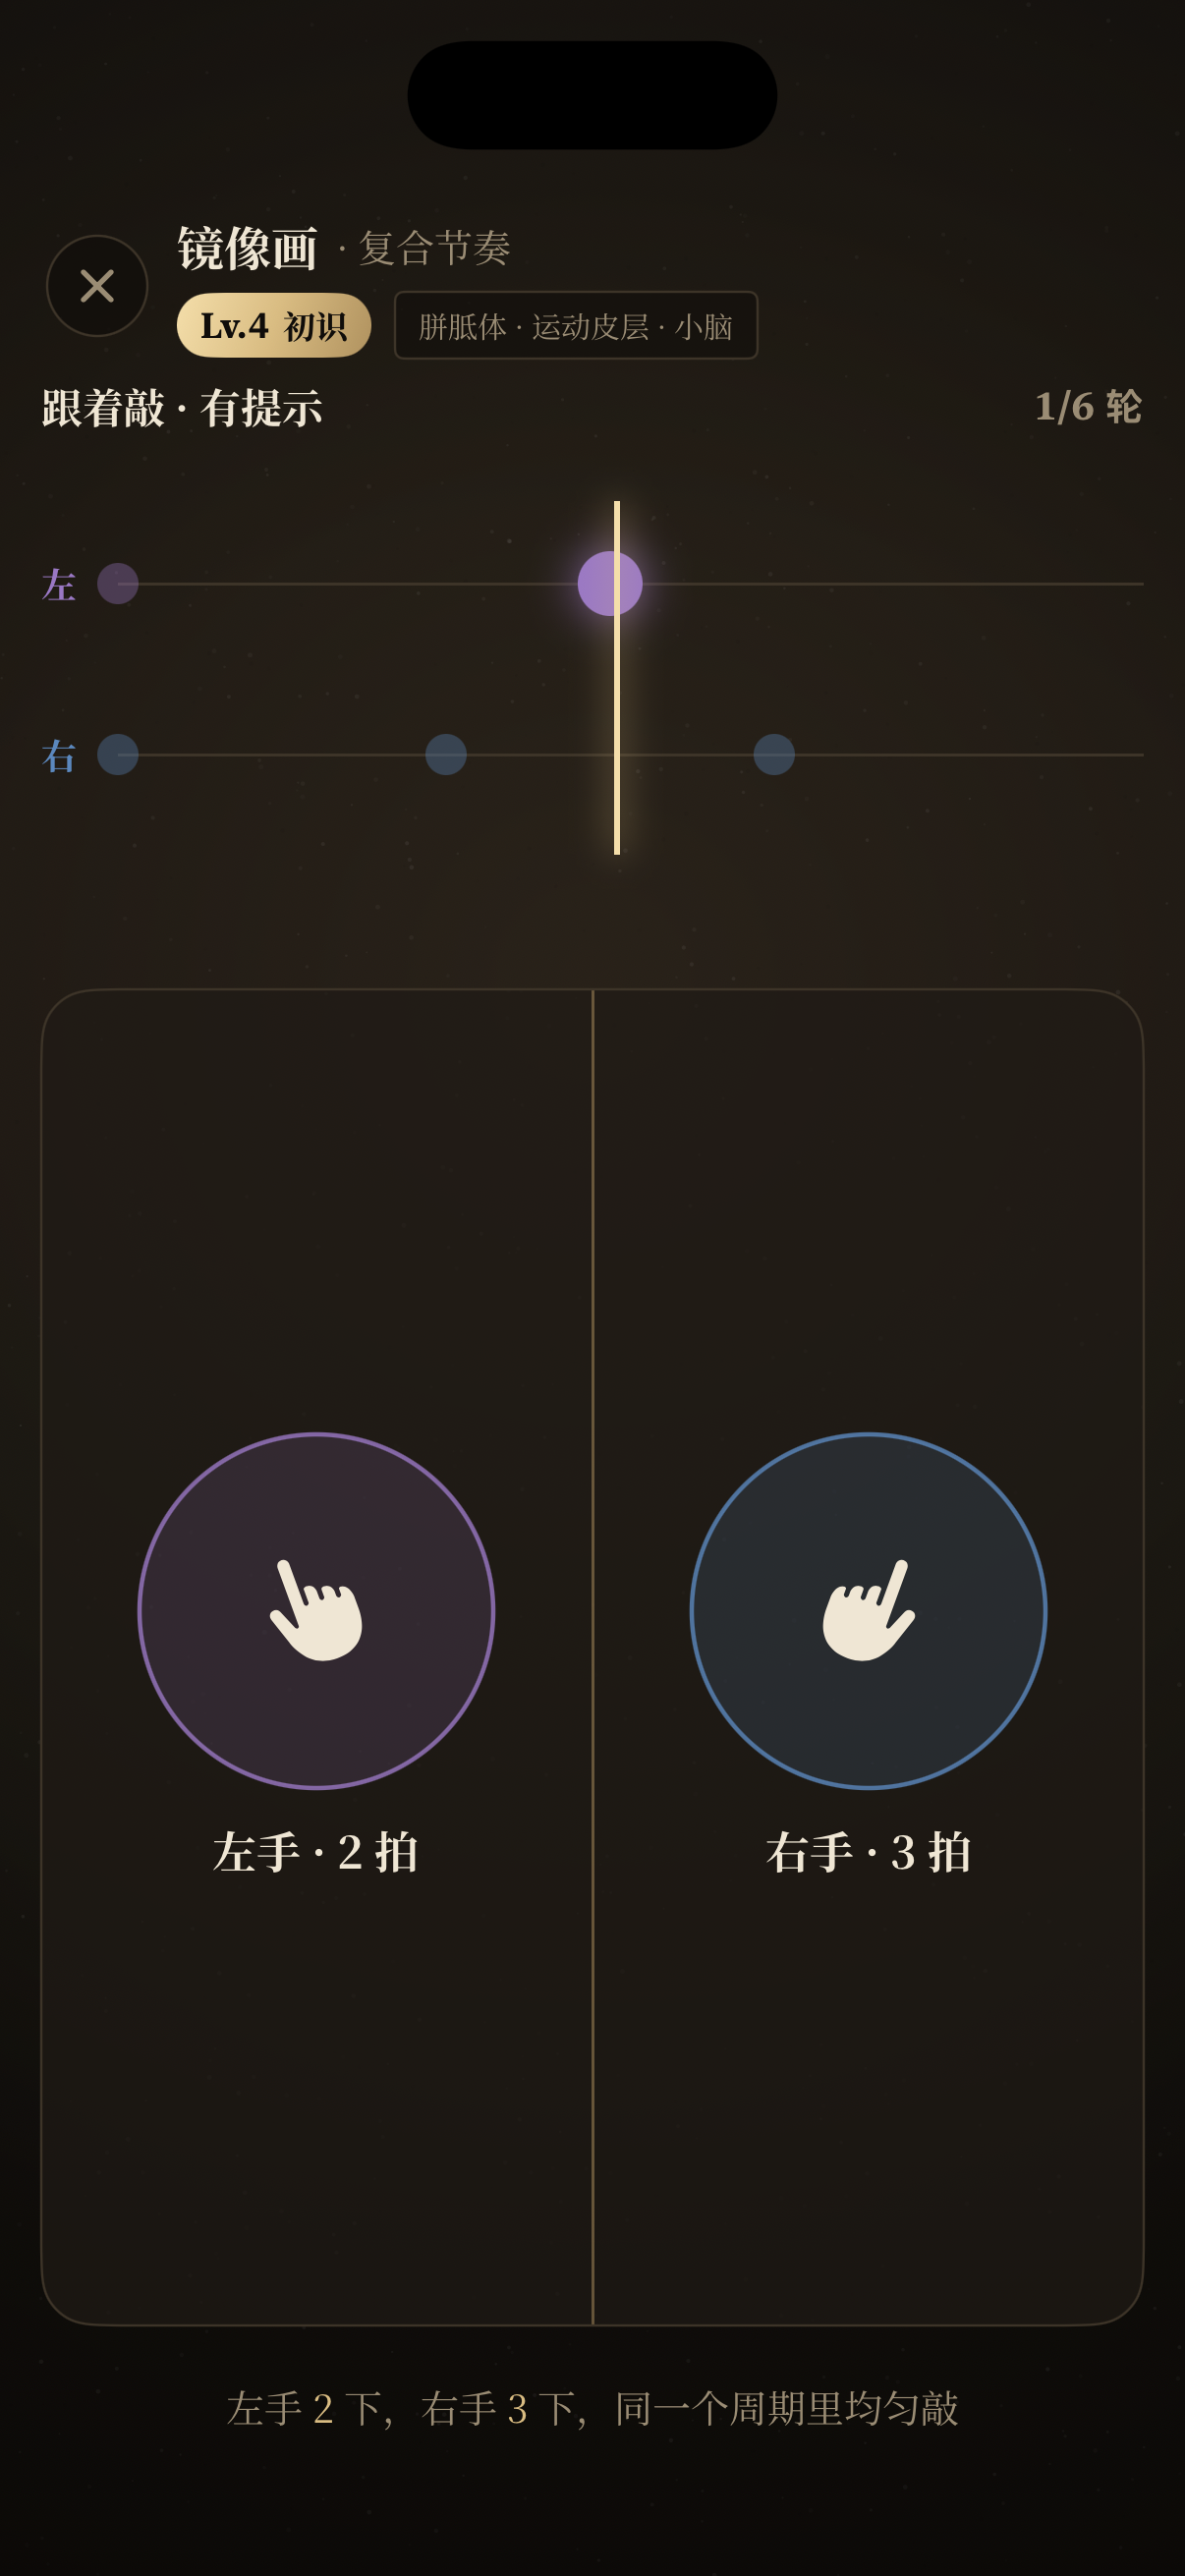 镜像画 · 复合节奏
Lv.4 初识
胼胝体 · 运动皮层 · 小脑
跟着敲 · 有提示
1/6 轮
左
右
左手 · 2 拍
右手 · 3 拍
左手 2 下，右手 3 下，同一个周期里均匀敲